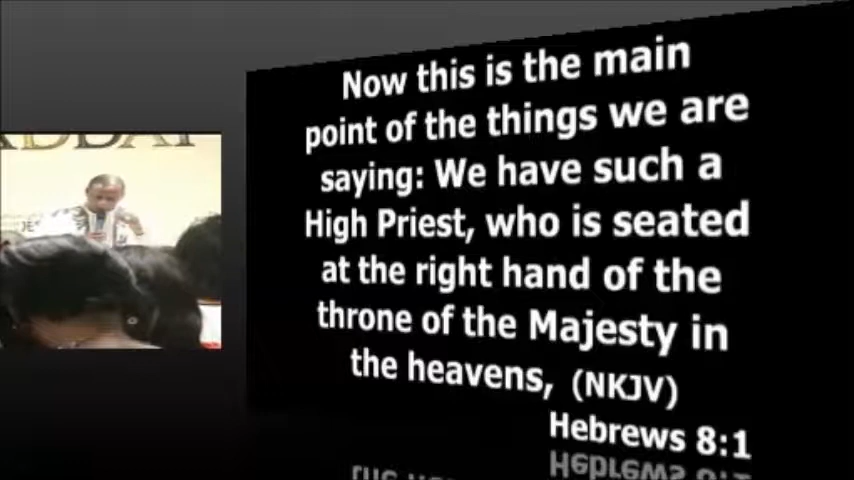 Now this is the main
point of the things we are
saying: We have such a
High Priest, who is seated
at the right hand of the
throne of the Majesty in
the heavens, (NKJV)
Hebrews 8:1